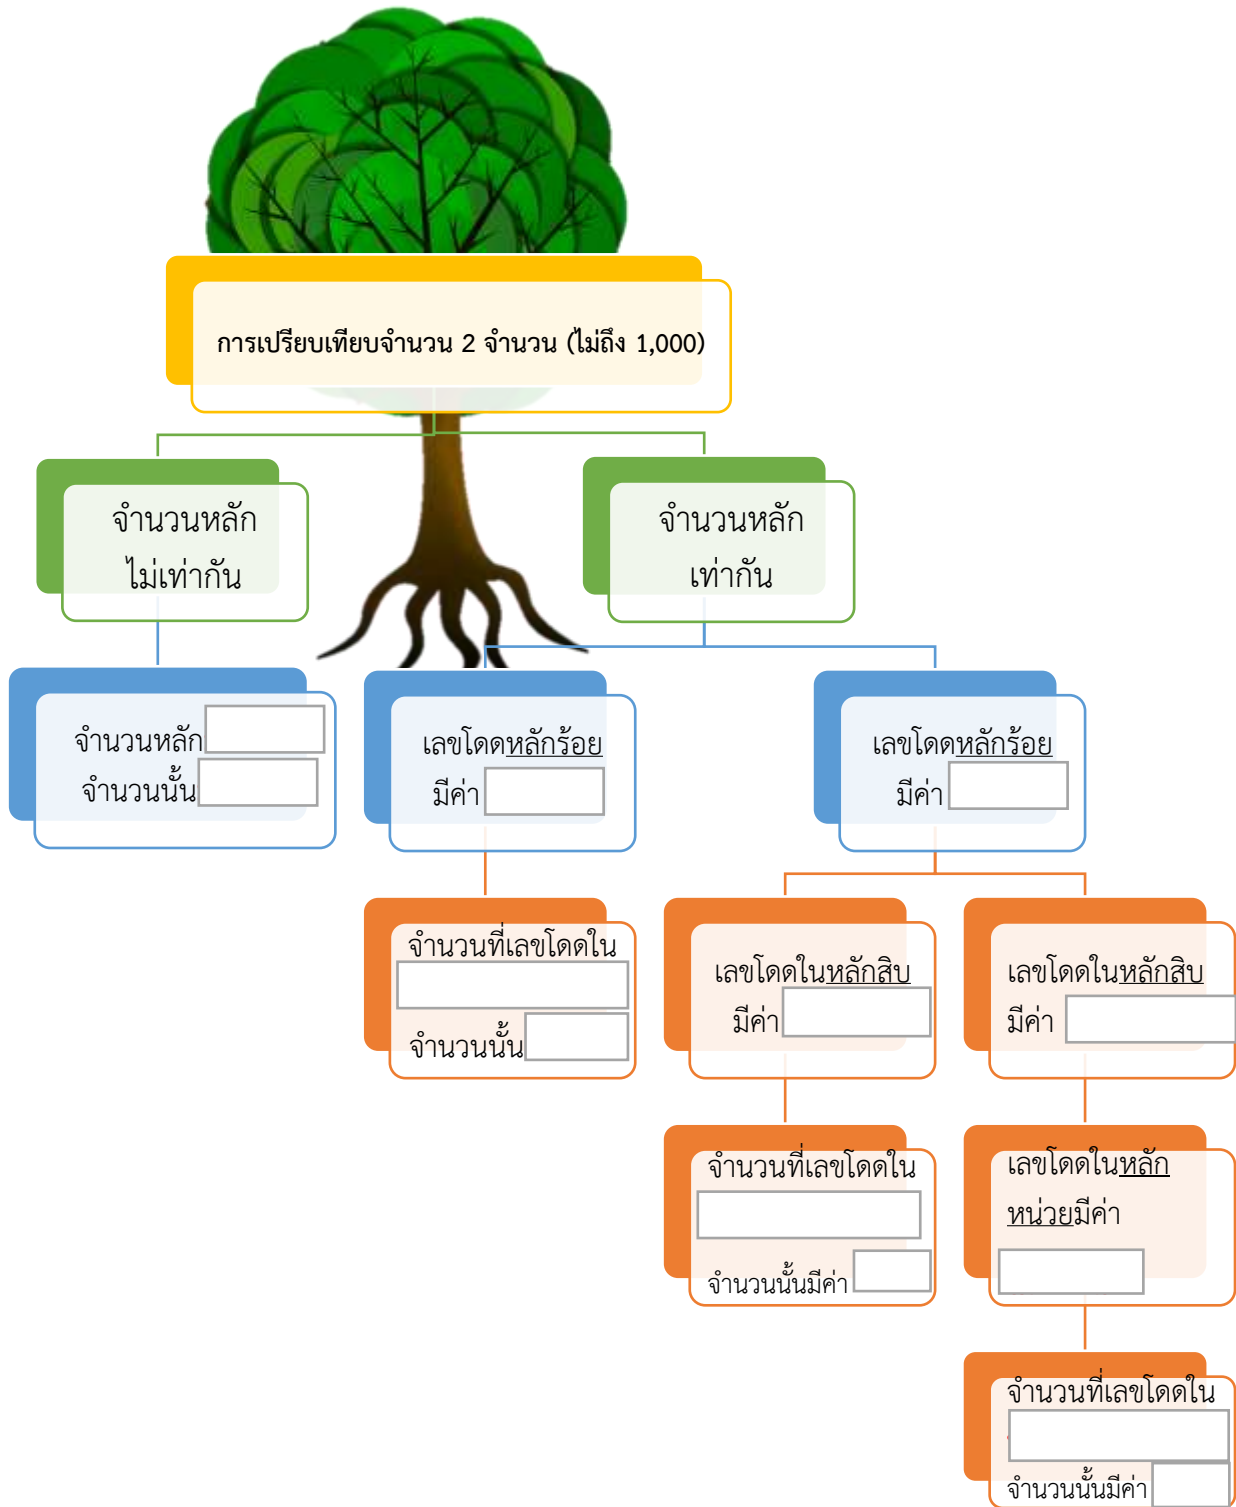 การเปรียบเทียบจำนวน 2 จำนวน (ไม่ถึง 1,000)
จำนวนหลัก
ไม่เท่ากัน
จำนวนหลัก
เท่ากัน
จำนวนหลัก
จำนวนนั้น
เลขโดดหลักร้อย
มีค่า
เลขโดดหลักร้อย
มีค่า
จำนวนที่เลขโดดใน
จำนวนนั้น
เลขโดดในหลักสิบ
มีค่า
เลขโดดในหลักสิบ
มีค่า
จำนวนที่เลขโดดใน
จำนวนนั้นมีค่า
เลขโดดในหลัก
หน่วยมีค่า
จำนวนที่เลขโดดใน
จำนวนนั้นมีค่า